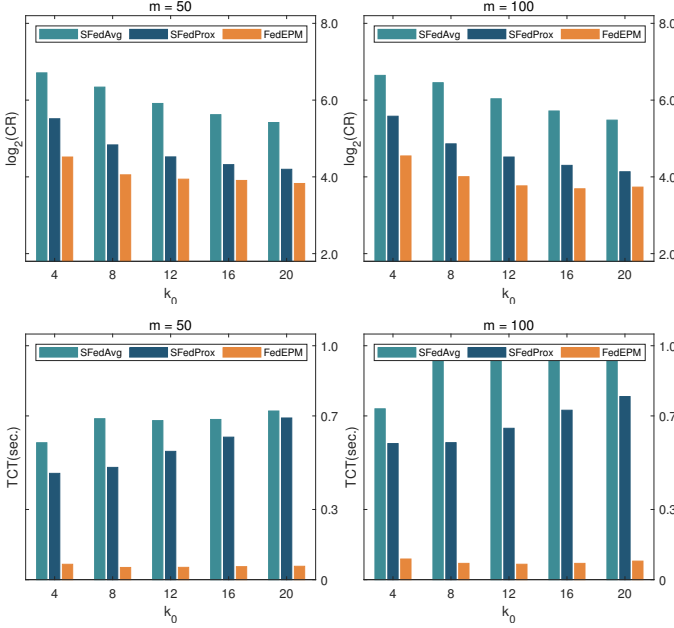 m = 50
SFedAvg SFedProx FedEPM
log2(CR)
8.0
6.0
4.0
2.0
4 8 12 16 20
k0
m = 100
SFedAvg SFedProx FedEPM
log2(CR)
8.0
6.0
4.0
2.0
4 8 12 16 20
k0
m = 50
SFedAvg SFedProx FedEPM
TCT(sec.)
1.0
0.7
0.3
0
4 8 12 16 20
k0
m = 100
SFedAvg SFedProx FedEPM
TCT(sec.)
1.0
0.7
0.3
0
4 8 12 16 20
k0